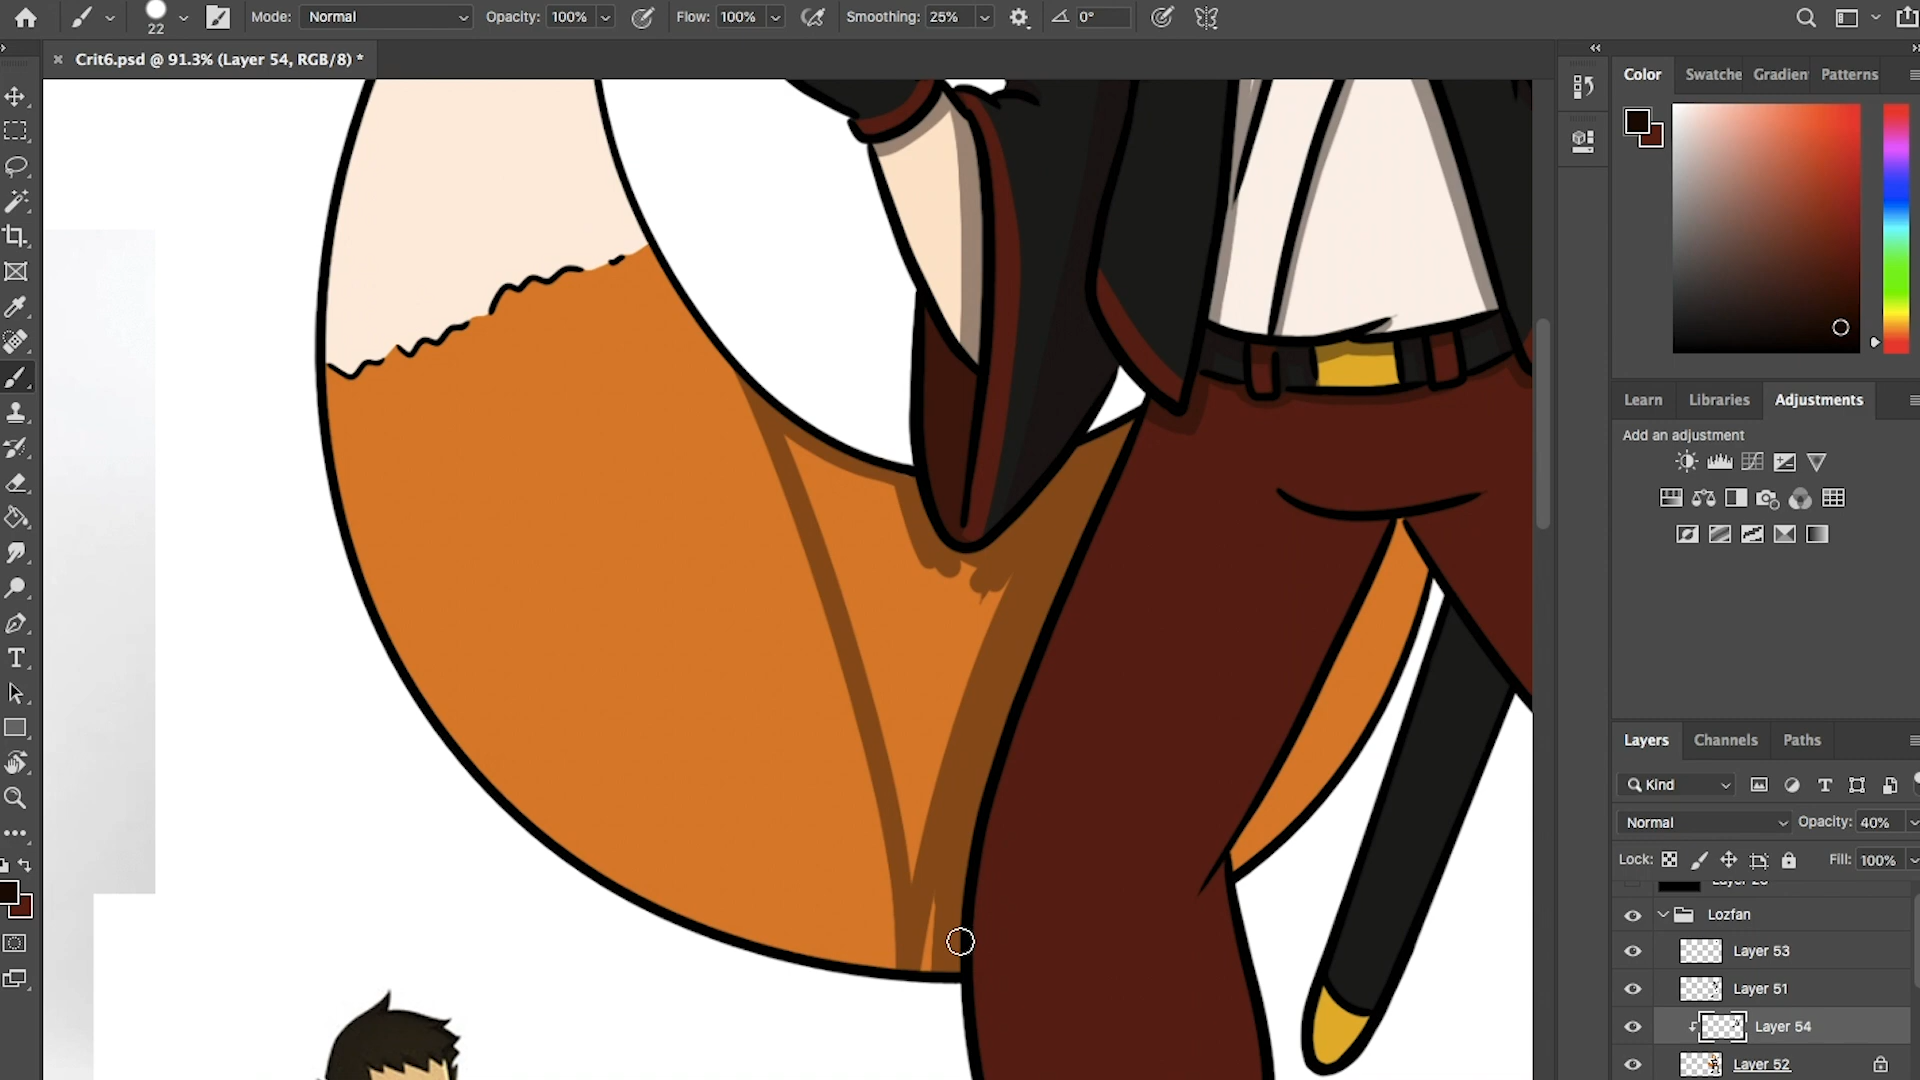 22
Mode: Normal
Opacity: 100%
Flow: 100%
Smoothing: 25%
0°
× Crit6.psd @ 91.3% (Layer 54, RGB/8) *
Color Swatche Gradien Patterns
Learn Libraries Adjustments
Add an adjustment
Layers Channels Paths
Kind
Normal Opacity: 40%
Lock: Fill: 100%
Lozfan
Layer 53
Layer 51
Layer 54
Layer 52